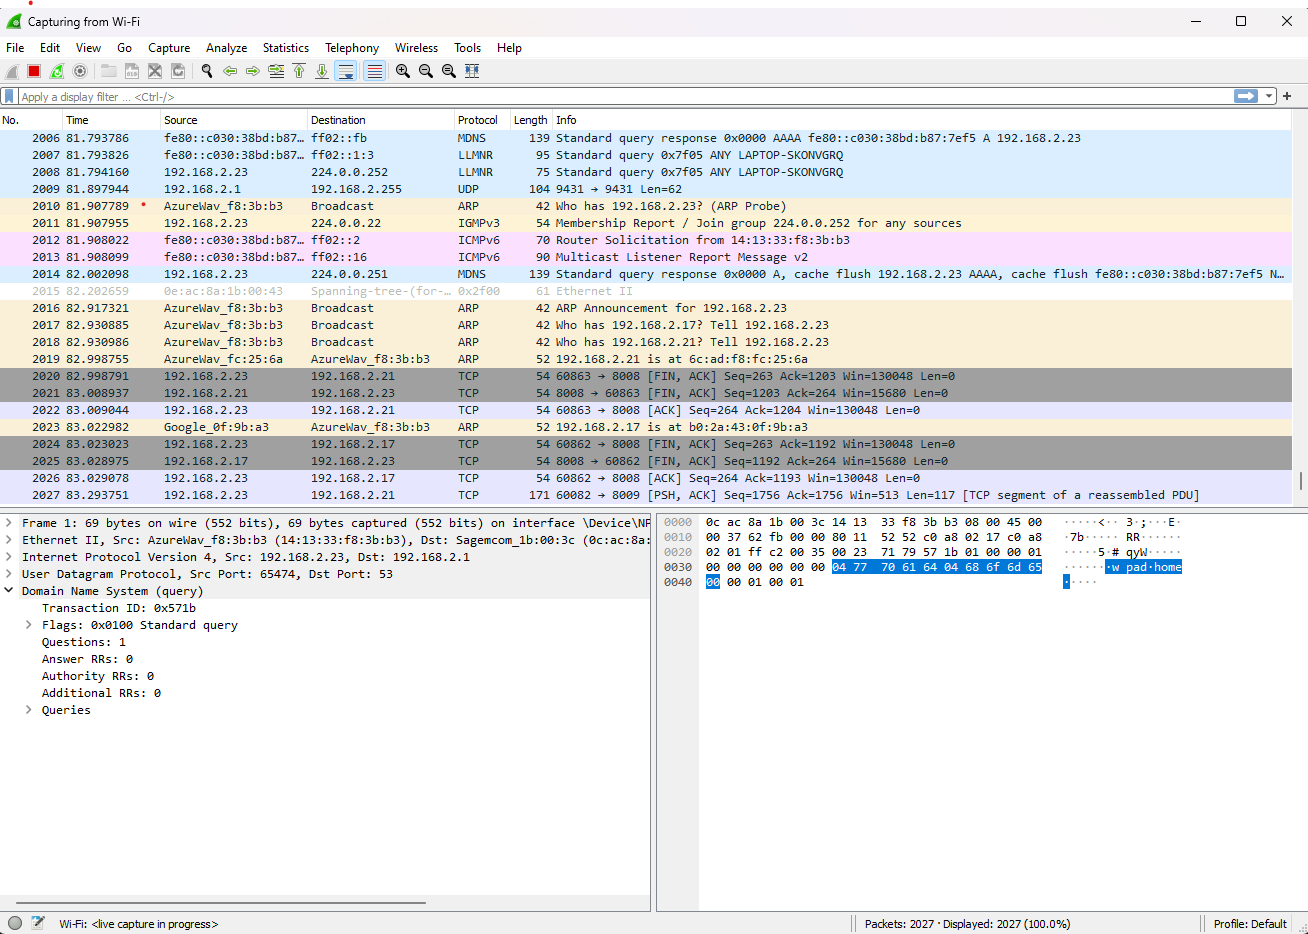 Capturing from Wi-Fi
File Edit View Go Capture Analyze Statistics Telephony Wireless Tools Help
Apply a display filter ... <Ctrl-/>
No. Time Source Destination Protocol Length Info
2006 81.793786 fe80::c030:38bd:b87... ff02::fb MDNS 139 Standard query response 0x0000 AAAA fe80::c030:38bd:b87:7ef5 A 192.168.2.23
2007 81.793826 fe80::c030:38bd:b87... ff02::1:3 LLMNR 95 Standard query 0x7f05 ANY LAPTOP-SKONVGRQ
2008 81.794160 192.168.2.23 224.0.0.252 LLMNR 75 Standard query 0x7f05 ANY LAPTOP-SKONVGRQ
2009 81.897944 192.168.2.1 192.168.2.255 UDP 104 9431 → 9431 Len=62
2010 81.907789 AzureWav_f8:3b:b3 Broadcast ARP 42 Who has 192.168.2.23? (ARP Probe)
2011 81.907955 192.168.2.23 224.0.0.22 IGMPv3 54 Membership Report / Join group 224.0.0.252 for any sources
2012 81.908022 fe80::c030:38bd:b87... ff02::2 ICMPv6 70 Router Solicitation from 14:13:33:f8:3b:b3
2013 81.908099 fe80::c030:38bd:b87... ff02::16 ICMPv6 90 Multicast Listener Report Message v2
2014 82.002098 192.168.2.23 224.0.0.251 MDNS 139 Standard query response 0x0000 A, cache flush 192.168.2.23 AAAA, cache flush fe80::c030:38bd:b87:7ef5 N...
2015 82.202659 0e:ac:8a:1b:00:43 Spanning-tree-(for-... 0x2f00 61 Ethernet II
2016 82.917321 AzureWav_f8:3b:b3 Broadcast ARP 42 ARP Announcement for 192.168.2.23
2017 82.930885 AzureWav_f8:3b:b3 Broadcast ARP 42 Who has 192.168.2.17? Tell 192.168.2.23
2018 82.930986 AzureWav_f8:3b:b3 Broadcast ARP 42 Who has 192.168.2.21? Tell 192.168.2.23
2019 82.998755 AzureWav_fc:25:6a AzureWav_f8:3b:b3 ARP 52 192.168.2.21 is at 6c:ad:f8:fc:25:6a
2020 82.998791 192.168.2.23 192.168.2.21 TCP 54 60863 → 8008 [FIN, ACK] Seq=263 Ack=1203 Win=130048 Len=0
2021 83.008937 192.168.2.21 192.168.2.23 TCP 54 8008 → 60863 [FIN, ACK] Seq=1203 Ack=264 Win=15680 Len=0
2022 83.009044 192.168.2.23 192.168.2.21 TCP 54 60863 → 8008 [ACK] Seq=264 Ack=1204 Win=130048 Len=0
2023 83.022982 Google_0f:9b:a3 AzureWav_f8:3b:b3 ARP 52 192.168.2.17 is at b0:2a:43:0f:9b:a3
2024 83.023023 192.168.2.23 192.168.2.17 TCP 54 60862 → 8008 [FIN, ACK] Seq=263 Ack=1192 Win=130048 Len=0
2025 83.028975 192.168.2.17 192.168.2.23 TCP 54 8008 → 60862 [FIN, ACK] Seq=1192 Ack=264 Win=15680 Len=0
2026 83.029078 192.168.2.23 192.168.2.17 TCP 54 60862 → 8008 [ACK] Seq=264 Ack=1193 Win=130048 Len=0
2027 83.293751 192.168.2.23 192.168.2.21 TCP 171 60082 → 8009 [PSH, ACK] Seq=1756 Ack=1756 Win=513 Len=117 [TCP segment of a reassembled PDU]
Frame 1: 69 bytes on wire (552 bits), 69 bytes captured (552 bits) on interface \Device\NP
Ethernet II, Src: AzureWav_f8:3b:b3 (14:13:33:f8:3b:b3), Dst: Sagemcom_1b:00:3c (0c:ac:8a:
Internet Protocol Version 4, Src: 192.168.2.23, Dst: 192.168.2.1
User Datagram Protocol, Src Port: 65474, Dst Port: 53
Domain Name System (query)
Transaction ID: 0x571b
Flags: 0x0100 Standard query
Questions: 1
Answer RRs: 0
Authority RRs: 0
Additional RRs: 0
Queries
0000 0c ac 8a 1b 00 3c 14 13 33 f8 3b b3 08 00 45 00 ·····<·· 3·;···E·
0010 00 37 62 fb 00 00 80 11 52 52 c0 a8 02 17 c0 a8 ·7b····· RR······
0020 02 01 ff c2 00 35 00 23 71 79 57 1b 01 00 00 01 ·····5·# qyW·····
0030 00 00 00 00 00 00 04 77 70 61 64 04 68 6f 6d 65 ·······w pad·home
0040 00 00 01 00 01 ·····
Wi-Fi: <live capture in progress> Packets: 2027 · Displayed: 2027 (100.0%) Profile: Default